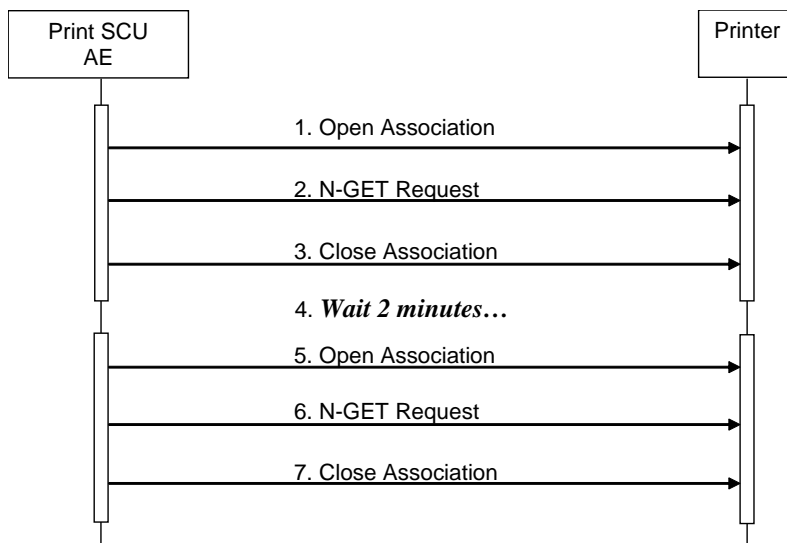 Print SCU
AE
Printer
1. Open Association
2. N-GET Request
3. Close Association
4. Wait 2 minutes…
5. Open Association
6. N-GET Request
7. Close Association